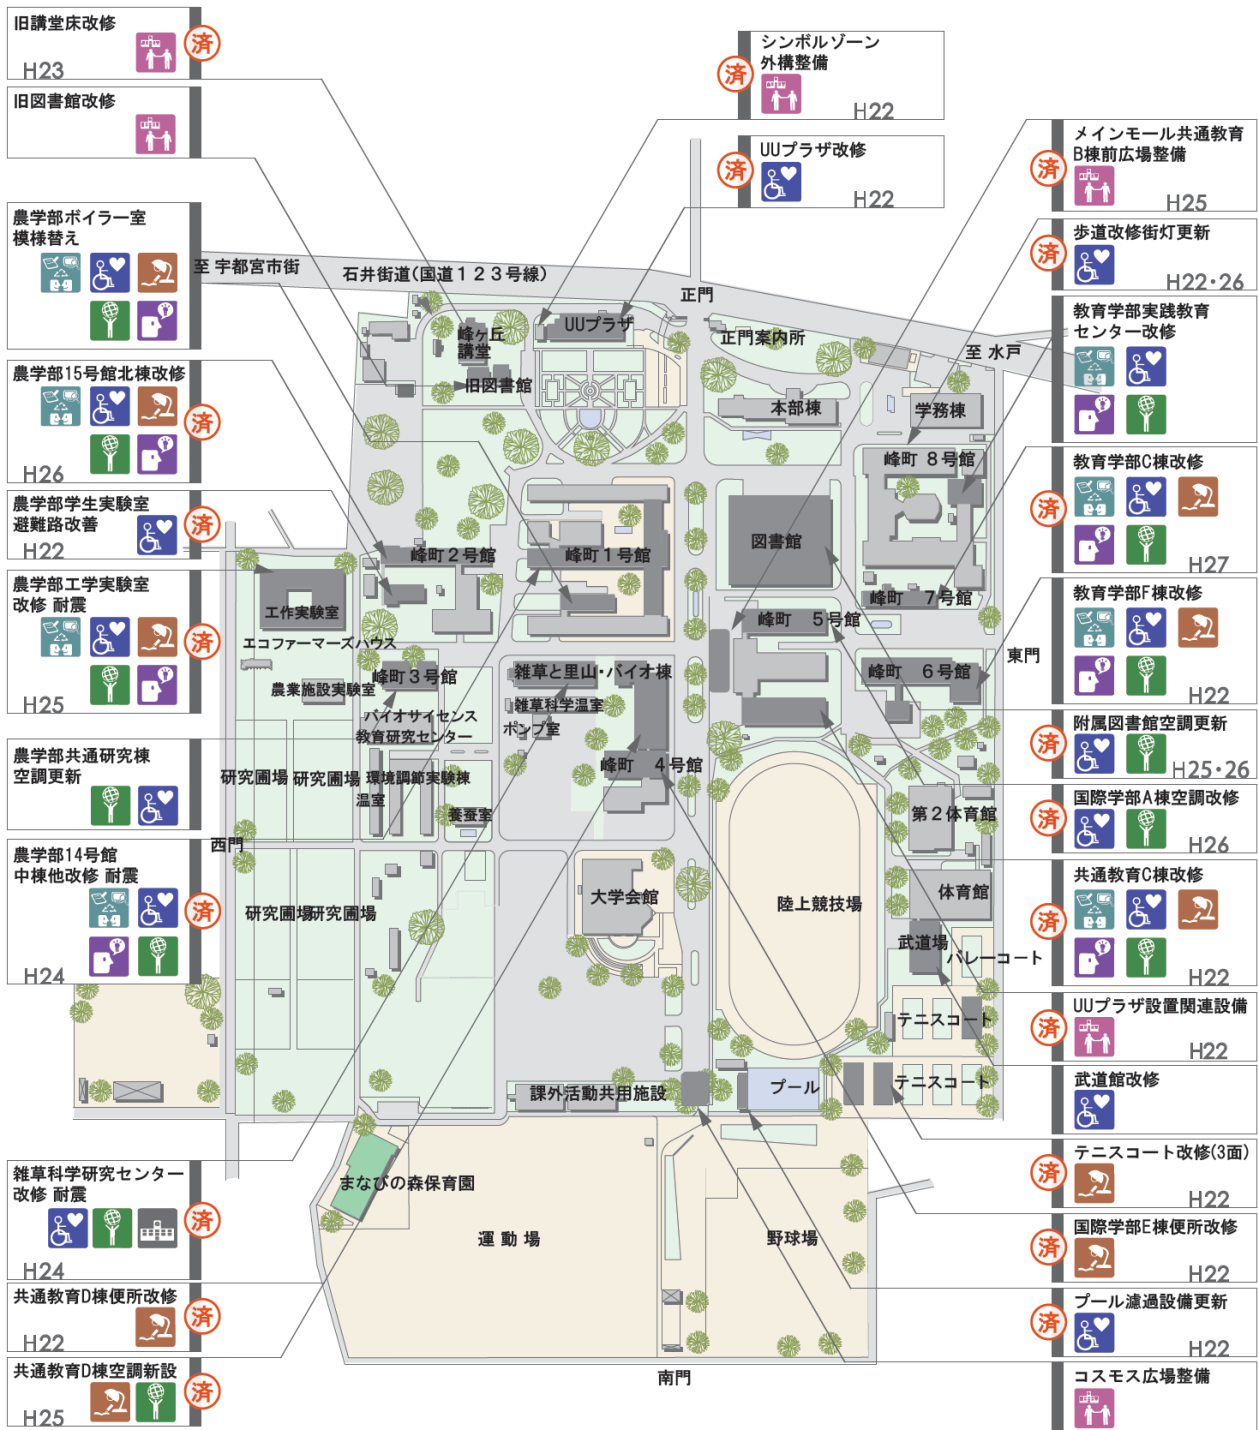 旧講堂床改修
済
H23
旧図書館改修
農学部ボイラー室
模様替え
農学部15号館北棟改修
済
H26
農学部学生実験室
避難路改善
済
H22
農学部工学実験室
改修 耐震
済
H25
農学部共通研究棟
空調更新
農学部14号館
中棟他改修 耐震
済
H24
雑草科学研究センター
改修 耐震
済
H24
共通教育D棟便所改修
済
H22
共通教育D棟空調新設
済
H25
シンボルゾーン
外構整備
済
H22
UUプラザ改修
済
H22
メインモール共通教育
B棟前広場整備
済
H25
歩道改修街灯更新
済
H22・26
教育学部実践教育
センター改修
教育学部C棟改修
済
H27
教育学部F棟改修
済
H22
附属図書館空調更新
済
H25・26
国際学部A棟空調改修
済
H26
共通教育C棟改修
済
H22
UUプラザ設置関連設備
済
H22
武道館改修
テニスコート改修(3面)
済
H22
国際学部E棟便所改修
済
H22
プール濾過設備更新
済
H22
コスモス広場整備
至 宇都宮市街
石井街道(国道123号線)
正門
UUプラザ
正門案内所
至 水戸
峰ヶ丘
講堂
旧図書館
本部棟
学務棟
峰町 8号館
図書館
峰町2号館
峰町1号館
工作実験室
峰町 7号館
峰町 5号館
エコファーマーズハウス
東門
峰町3号館
雑草と里山・バイオ棟
峰町 6号館
農業施設実験室
雑草科学温室
バイオサイセンス
教育研究センター
ポンプ室
峰町 4号館
研究圃場
研究圃場
環境調節実験棟
温室
養蚕室
第2体育館
西門
大学会館
陸上競技場
体育館
研究圃場
研究圃場
武道場
バレーコート
テニスコート
テニスコート
課外活動共用施設
プール
まなびの森保育園
運動場
野球場
南門